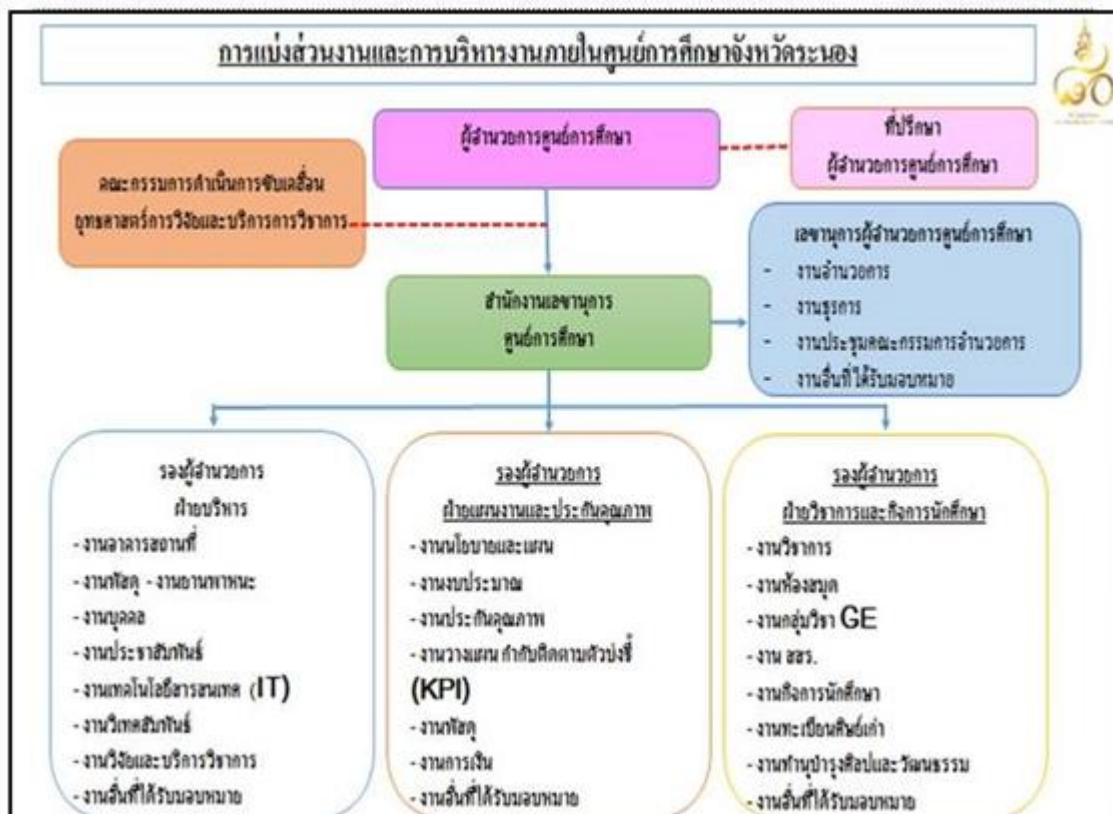 การแบ่งส่วนงานและการบริหารงานภายในศูนย์การศึกษาจังหวัดระนอง
ผู้อำนวยการศูนย์การศึกษา
ที่ปรึกษา
ผู้อำนวยการศูนย์การศึกษา
คณะกรรมการดำเนินการขับเคลื่อน
ยุทธศาสตร์การวิจัยและบริการการวิชาการ
เลขานุการผู้อำนวยการศูนย์การศึกษา
- งานอำนวยการ
- งานธุรการ
- งานประชุมคณะกรรมการอำนวยการ
- งานอื่นที่ได้รับมอบหมาย
สำนักงานเลขานุการ
ศูนย์การศึกษา
รองผู้อำนวยการ
ฝ่ายบริหาร
- งานอาคารสถานที่
- งานพัสดุ - งานยานพาหนะ
- งานบุคคล
- งานประชาสัมพันธ์
- งานเทคโนโลยีสารสนเทศ (IT)
- งานวิเทศสัมพันธ์
- งานวิจัยและบริการวิชาการ
- งานอื่นที่ได้รับมอบหมาย
รองผู้อำนวยการ
ฝ่ายแผนงานและประกันคุณภาพ
- งานนโยบายและแผน
- งานงบประมาณ
- งานประกันคุณภาพ
- งานวางแผน กำกับติดตามตัวบ่งชี้
(KPI)
- งานพัสดุ
- งานการเงิน
- งานอื่นที่ได้รับมอบหมาย
รองผู้อำนวยการ
ฝ่ายวิชาการและกิจการนักศึกษา
- งานวิชาการ
- งานห้องสมุด
- งานกลุ่มวิชา GE
- งาน สสร.
- งานกิจการนักศึกษา
- งานทะเบียนศิษย์เก่า
- งานทำนุบำรุงศิลปและวัฒนธรรม
- งานอื่นที่ได้รับมอบหมาย